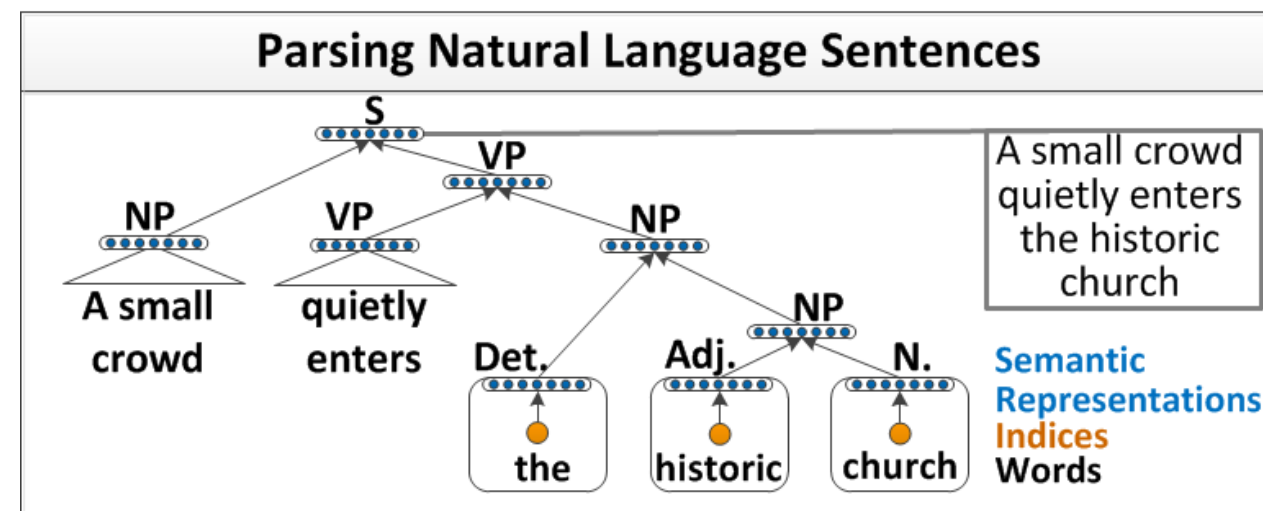 Parsing Natural Language Sentences
S
VP
NP
VP
NP
A small
crowd
quietly
enters
NP
Det.
Adj.
N.
the
historic
church
A small crowd
quietly enters
the historic
church
Semantic
Representations
Indices
Words